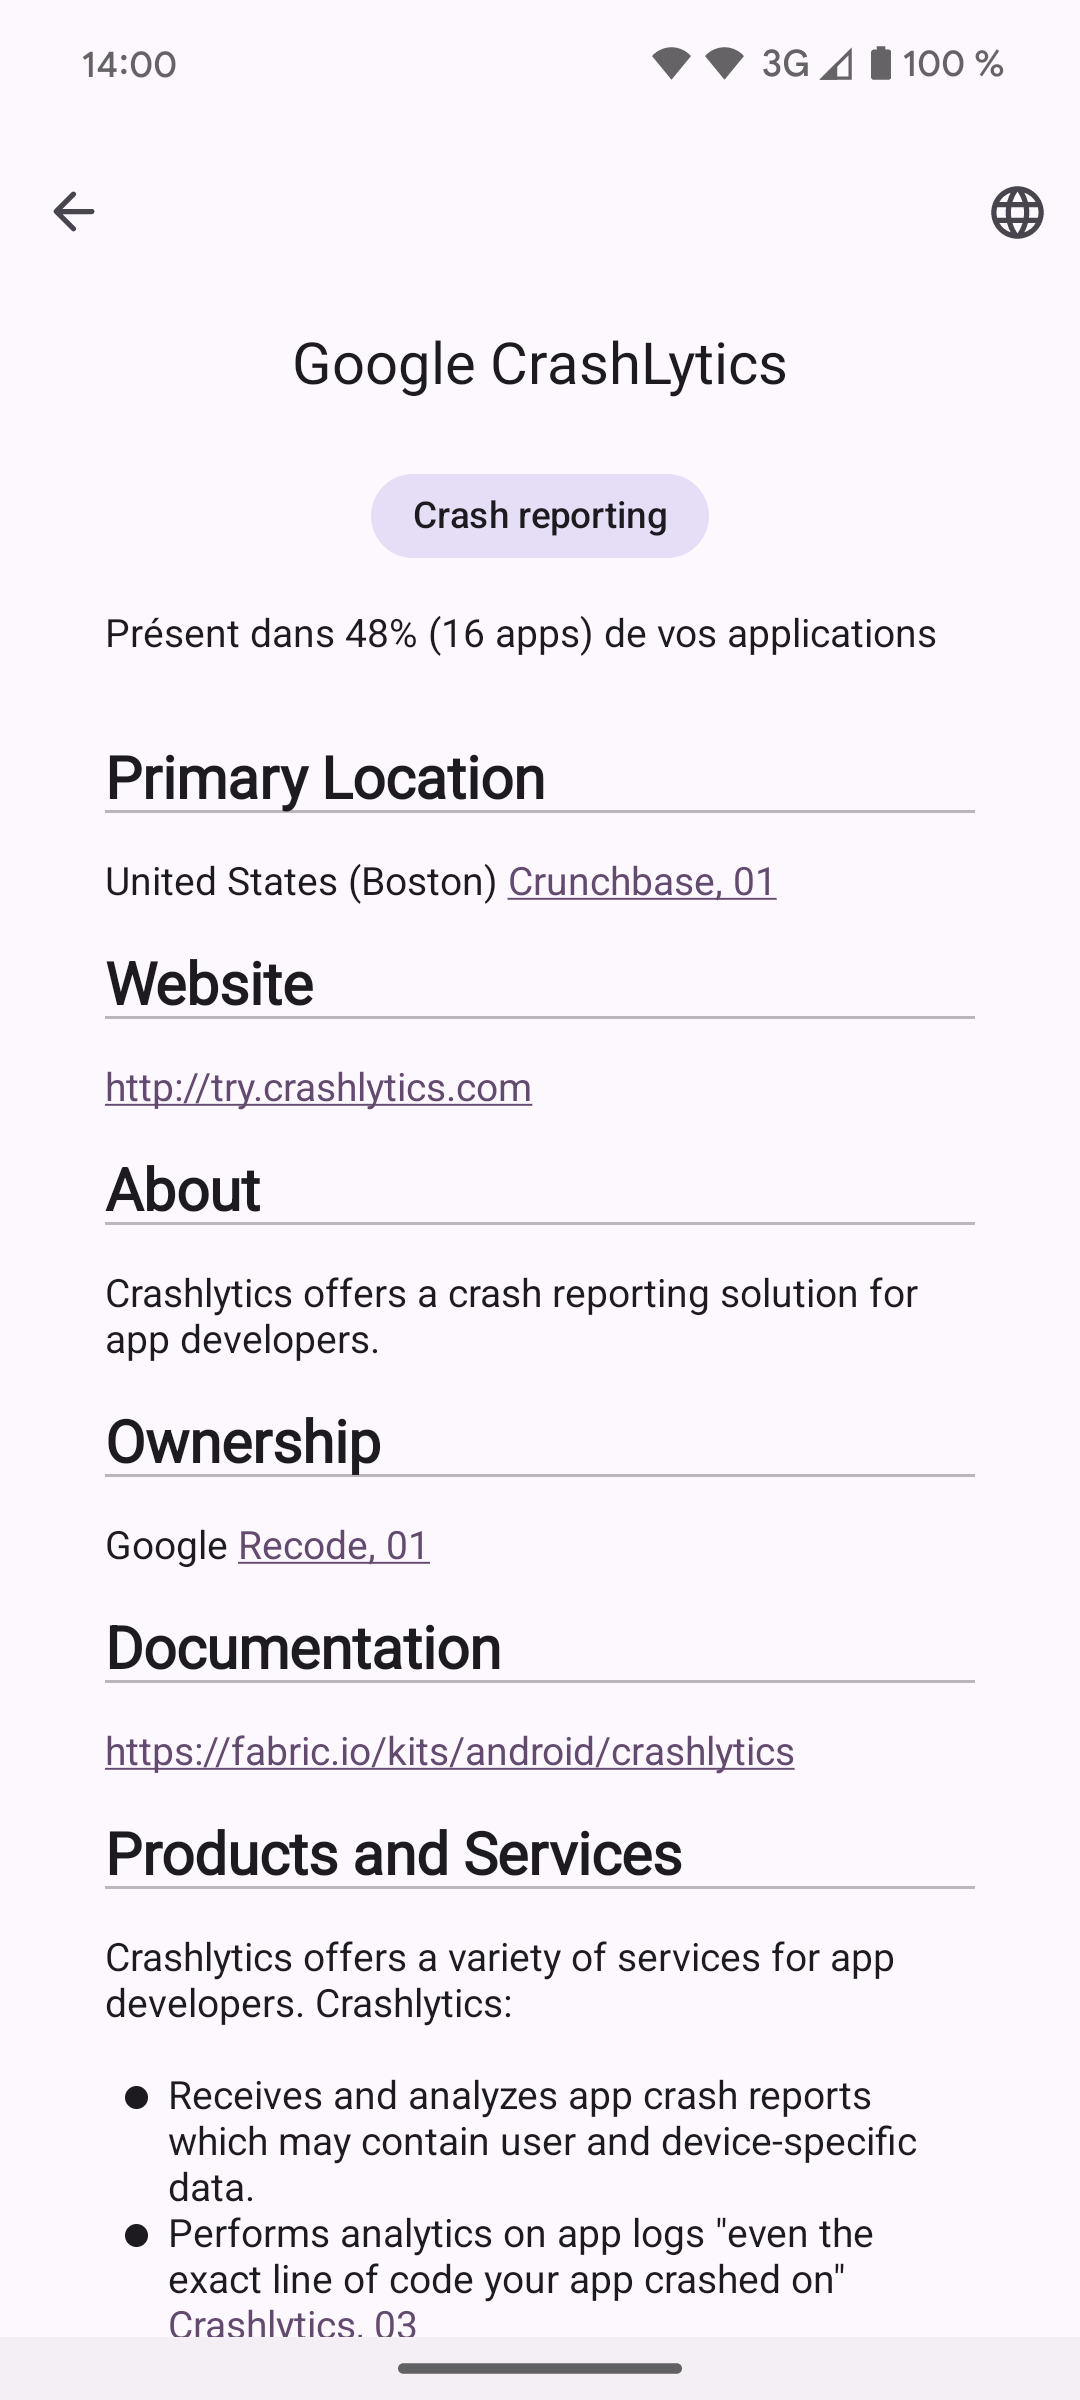 14:00
3G 100 %
Google CrashLytics
Crash reporting
Présent dans 48% (16 apps) de vos applications
Primary Location
United States (Boston) Crunchbase, 01
Website
http://try.crashlytics.com
About
Crashlytics offers a crash reporting solution for
app developers.
Ownership
Google Recode, 01
Documentation
https://fabric.io/kits/android/crashlytics
Products and Services
Crashlytics offers a variety of services for app
developers. Crashlytics:
● Receives and analyzes app crash reports
which may contain user and device-specific
data.
● Performs analytics on app logs "even the
exact line of code your app crashed on"
Crashlytics, 03